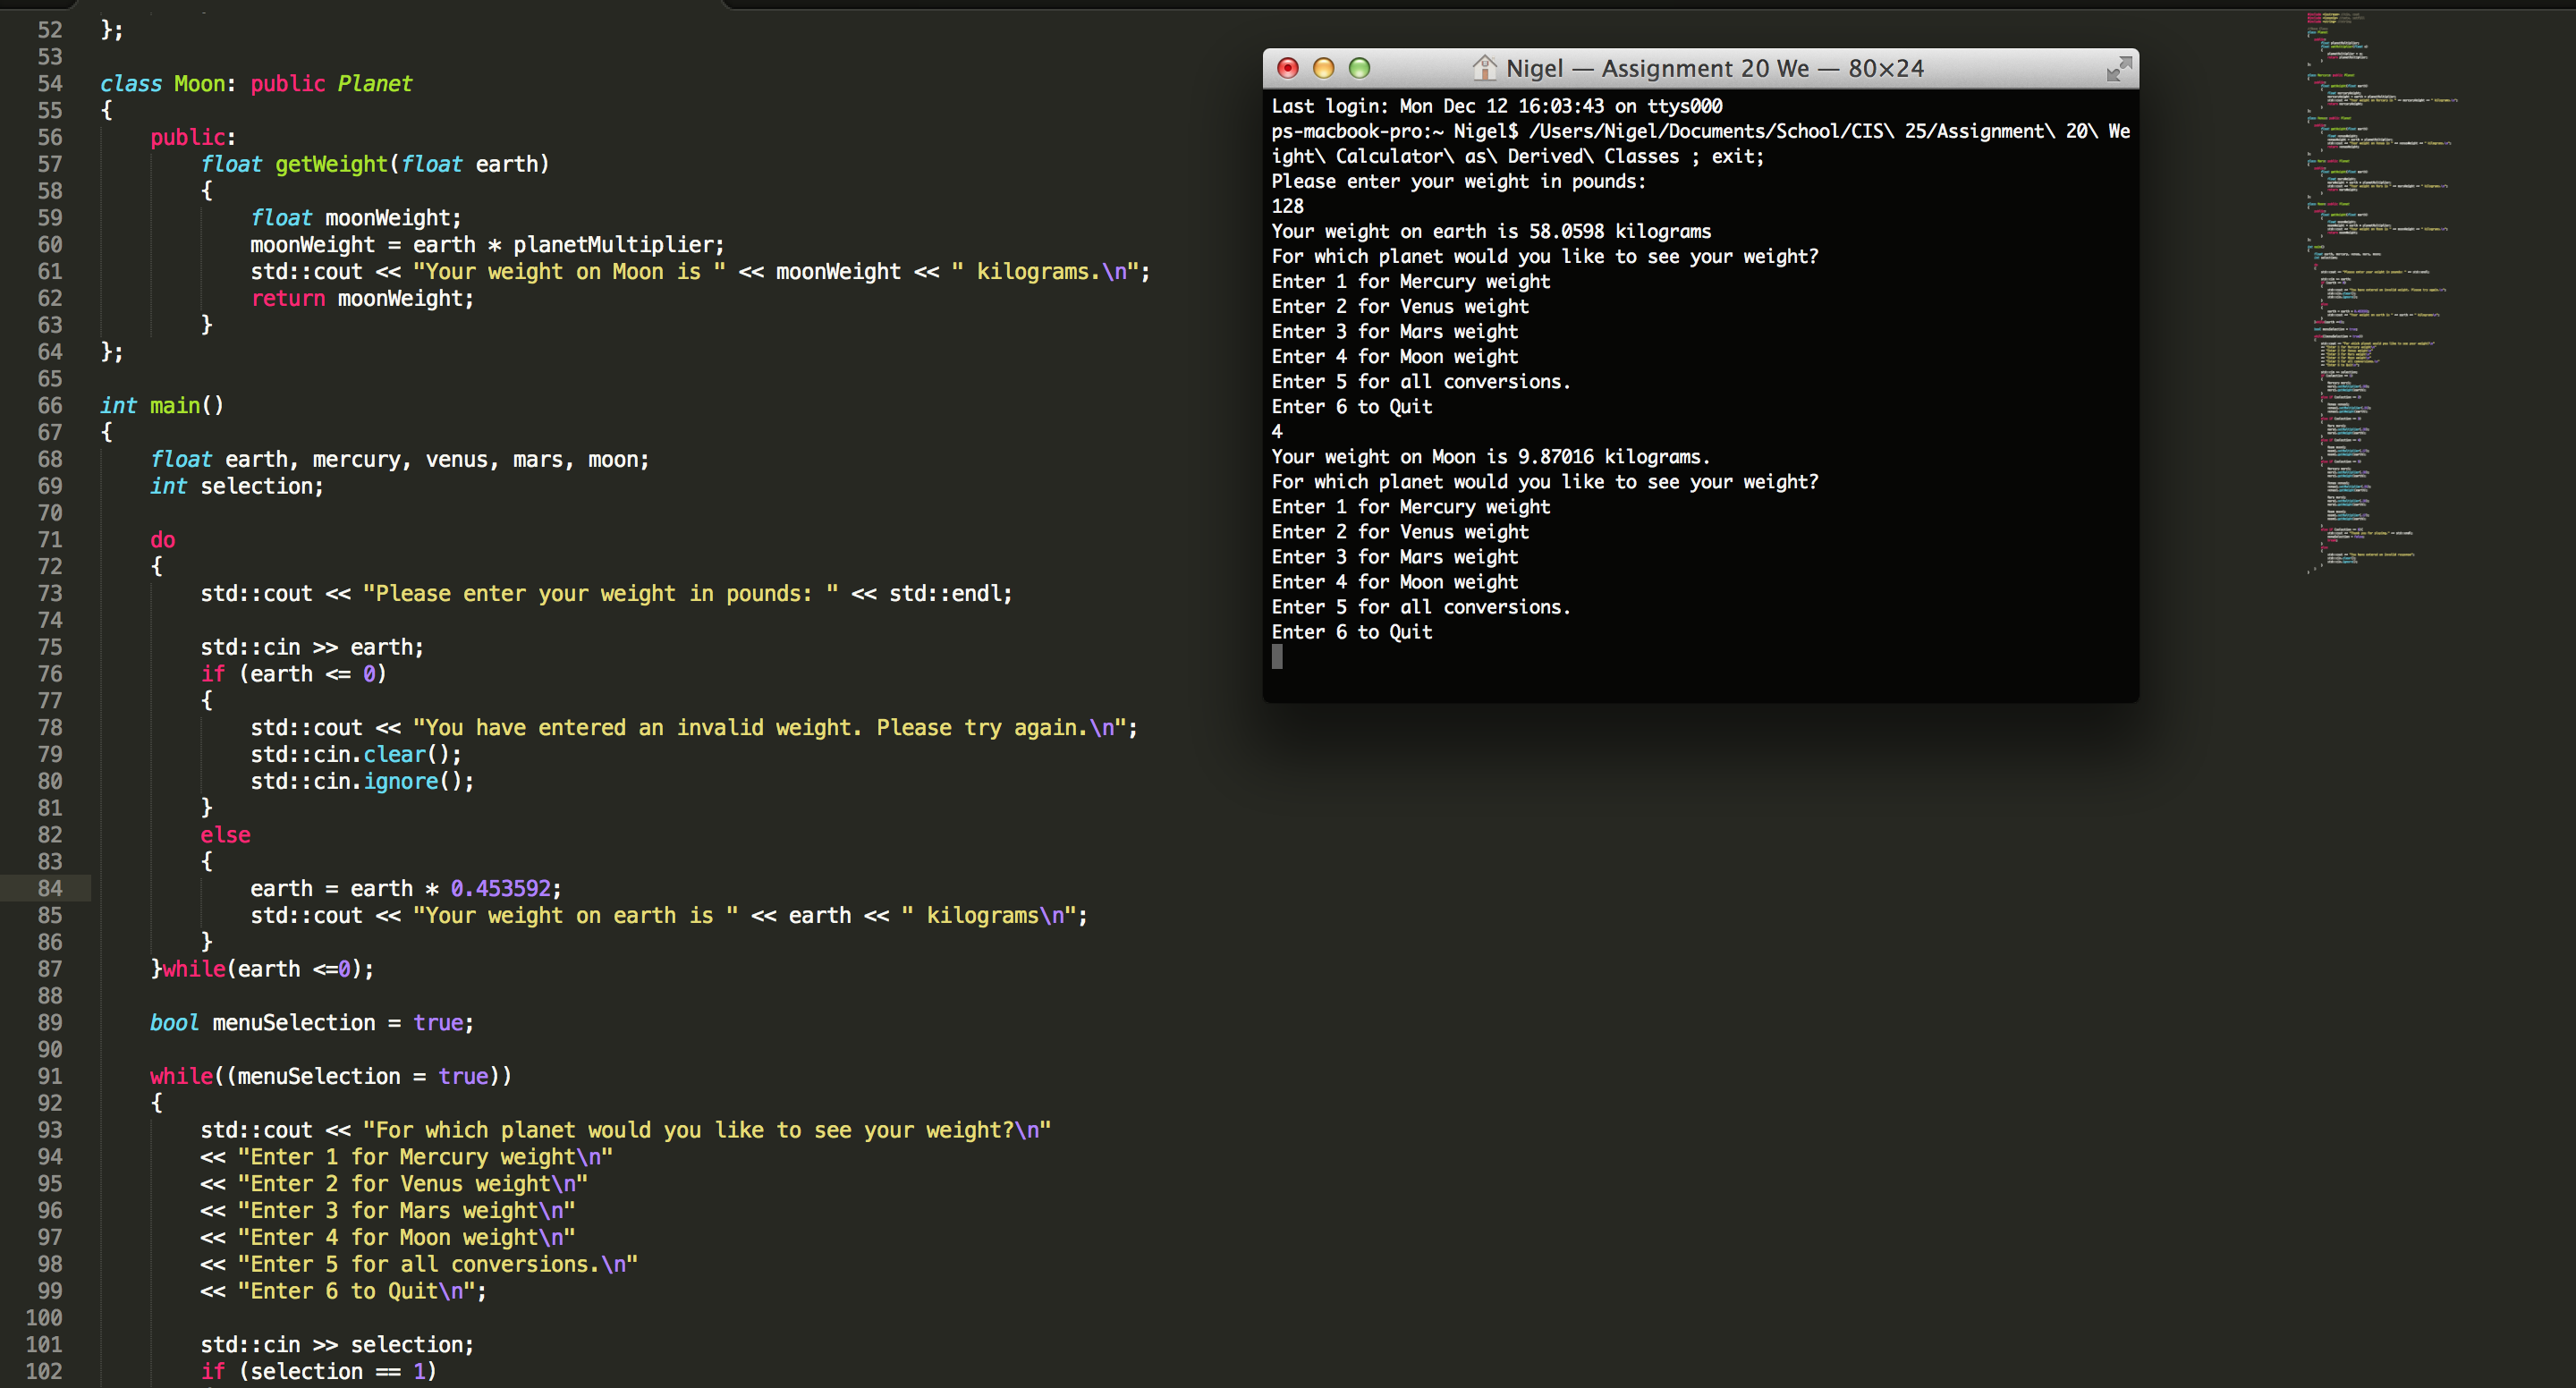 52 };
53
54 class Moon: public Planet
55 {
56     public:
57         float getWeight(float earth)
58         {
59             float moonWeight;
60             moonWeight = earth * planetMultiplier;
61             std::cout << "Your weight on Moon is " << moonWeight << " kilograms.\n";
62             return moonWeight;
63         }
64 };
65
66 int main()
67 {
68     float earth, mercury, venus, mars, moon;
69     int selection;
70
71     do
72     {
73         std::cout << "Please enter your weight in pounds: " << std::endl;
74
75         std::cin >> earth;
76         if (earth <= 0)
77         {
78             std::cout << "You have entered an invalid weight. Please try again.\n";
79             std::cin.clear();
80             std::cin.ignore();
81         }
82         else
83         {
84             earth = earth * 0.453592;
85             std::cout << "Your weight on earth is " << earth << " kilograms\n";
86         }
87     }while(earth <=0);
88
89     bool menuSelection = true;
90
91     while((menuSelection = true))
92     {
93         std::cout << "For which planet would you like to see your weight?\n"
94         << "Enter 1 for Mercury weight\n"
95         << "Enter 2 for Venus weight\n"
96         << "Enter 3 for Mars weight\n"
97         << "Enter 4 for Moon weight\n"
98         << "Enter 5 for all conversions.\n"
99         << "Enter 6 to Quit\n";
100
101         std::cin >> selection;
102         if (selection == 1)
Nigel — Assignment 20 We — 80×24
Last login: Mon Dec 12 16:03:43 on ttys000
ps-macbook-pro:~ Nigel$ /Users/Nigel/Documents/School/CIS\ 25/Assignment\ 20\ We
ight\ Calculator\ as\ Derived\ Classes ; exit;
Please enter your weight in pounds:
128
Your weight on earth is 58.0598 kilograms
For which planet would you like to see your weight?
Enter 1 for Mercury weight
Enter 2 for Venus weight
Enter 3 for Mars weight
Enter 4 for Moon weight
Enter 5 for all conversions.
Enter 6 to Quit
4
Your weight on Moon is 9.87016 kilograms.
For which planet would you like to see your weight?
Enter 1 for Mercury weight
Enter 2 for Venus weight
Enter 3 for Mars weight
Enter 4 for Moon weight
Enter 5 for all conversions.
Enter 6 to Quit